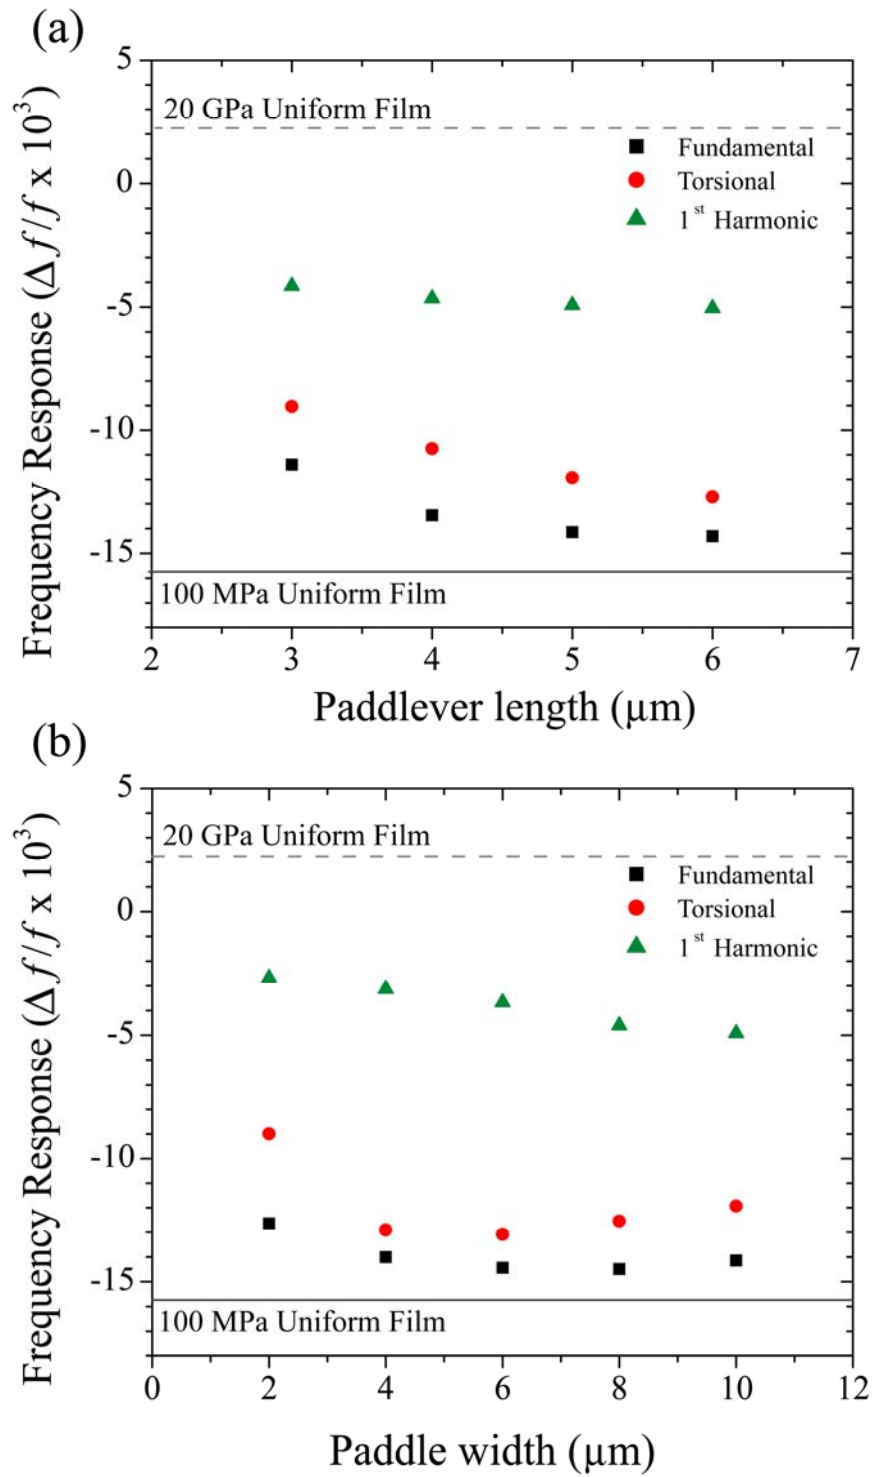 (a)
Frequency Response (Δf/f x 10³)
5
0
-5
-10
-15
20 GPa Uniform Film
Fundamental
Torsional
1ˢᵗ Harmonic
100 MPa Uniform Film
2 3 4 5 6 7
Paddlever length (µm)
(b)
Frequency Response (Δf/f x 10³)
5
0
-5
-10
-15
20 GPa Uniform Film
Fundamental
Torsional
1ˢᵗ Harmonic
100 MPa Uniform Film
0 2 4 6 8 10 12
Paddle width (µm)